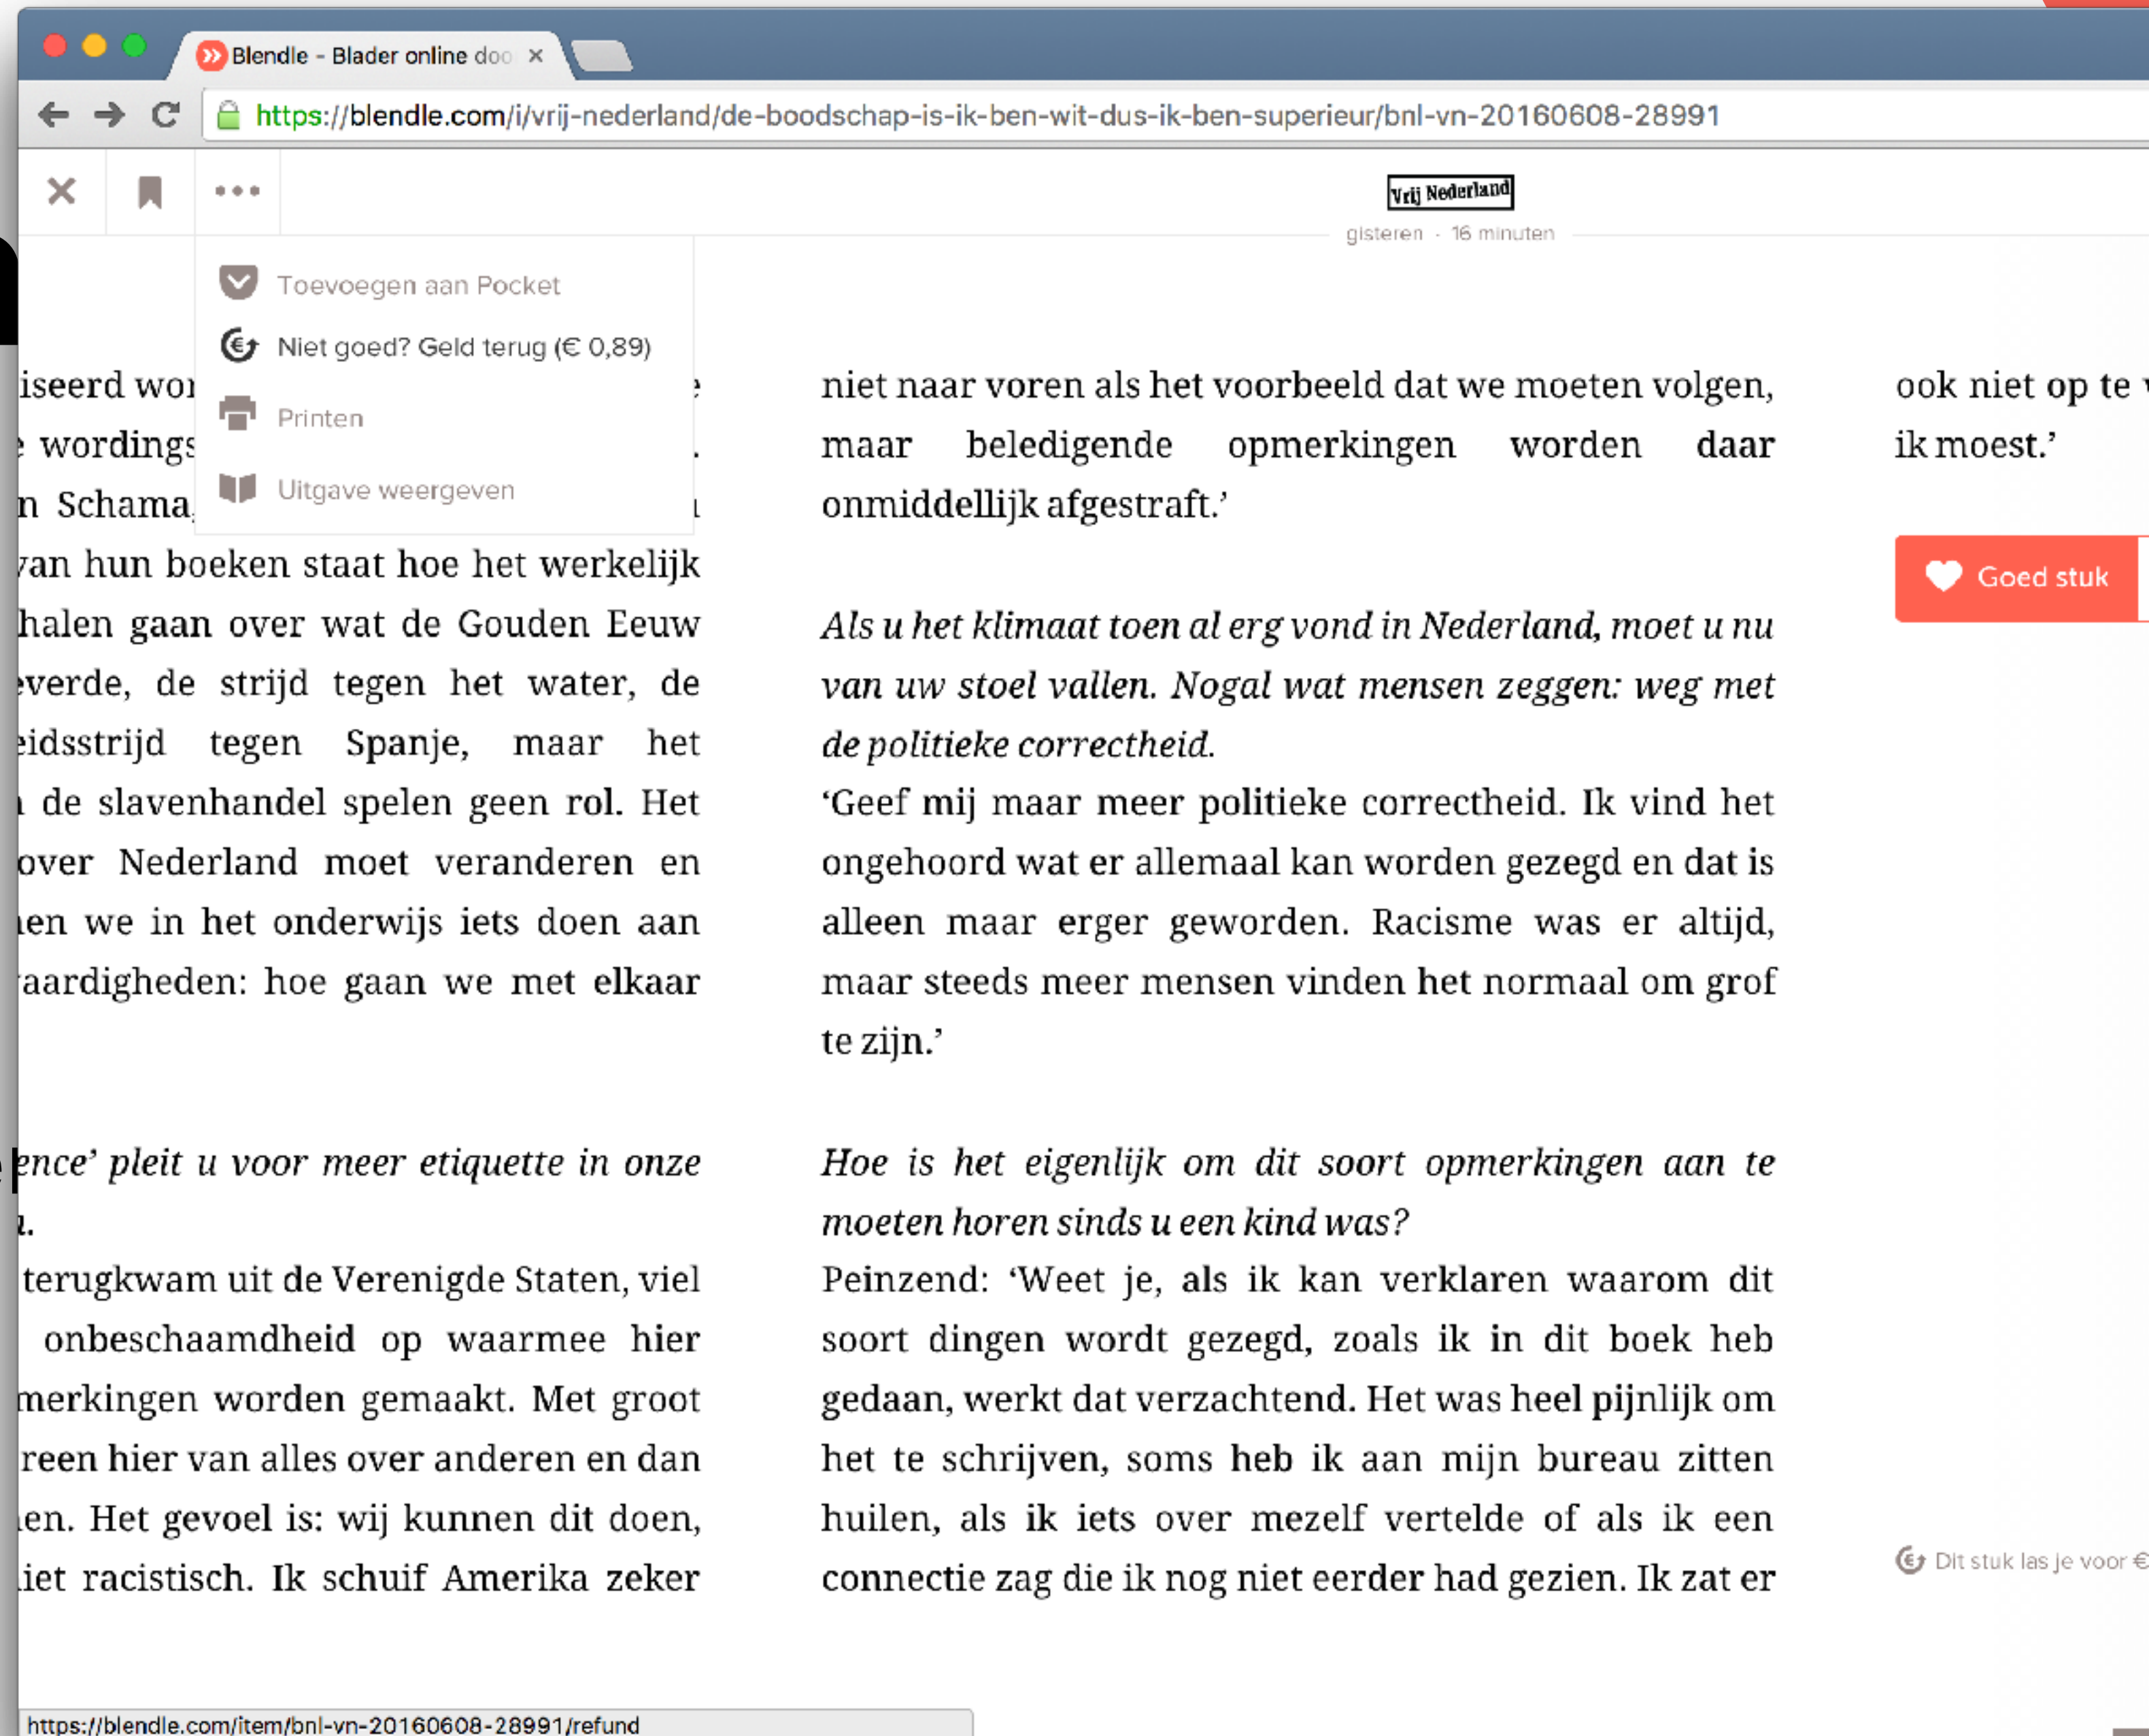 Blendle - Blader online doo
https://blendle.com/i/vrij-nederland/de-boodschap-is-ik-ben-wit-dus-ik-ben-superieur/bnl-vn-20160608-28991
Vrij Nederland
gisteren · 16 minuten
Toevoegen aan Pocket
Niet goed? Geld terug (€ 0,89)
Printen
Uitgave weergeven
iseerd
wordings
n Schama,
van hun boeken staat hoe het werkelijk
halen gaan over wat de Gouden Eeuw
everde, de strijd tegen het water, de
eidsstrijd tegen Spanje, maar het
de slavenhandel spelen geen rol. Het
over Nederland moet veranderen en
en we in het onderwijs iets doen aan
aardigheden: hoe gaan we met elkaar
ence’ pleit u voor meer etiquette in onze
terugkwam uit de Verenigde Staten, viel
onbeschaamdheid op waarmee hier
merkingen worden gemaakt. Met groot
reen hier van alles over anderen en dan
en. Het gevoel is: wij kunnen dit doen,
iet racistisch. Ik schuif Amerika zeker
niet naar voren als het voorbeeld dat we moeten volgen,
maar beledigende opmerkingen worden daar
onmiddellijk afgestraft.’
Als u het klimaat toen al erg vond in Nederland, moet u nu
van uw stoel vallen. Nogal wat mensen zeggen: weg met
de politieke correctheid.
‘Geef mij maar meer politieke correctheid. Ik vind het
ongehoord wat er allemaal kan worden gezegd en dat is
alleen maar erger geworden. Racisme was er altijd,
maar steeds meer mensen vinden het normaal om grof
te zijn.’
Hoe is het eigenlijk om dit soort opmerkingen aan te
moeten horen sinds u een kind was?
Peinzend: ‘Weet je, als ik kan verklaren waarom dit
soort dingen wordt gezegd, zoals ik in dit boek heb
gedaan, werkt dat verzachtend. Het was heel pijnlijk om
het te schrijven, soms heb ik aan mijn bureau zitten
huilen, als ik iets over mezelf vertelde of als ik een
connectie zag die ik nog niet eerder had gezien. Ik zat er
ook niet op te
ik moest.’
Goed stuk
Dit stuk las je voor €
https://blendle.com/item/bnl-vn-20160608-28991/refund